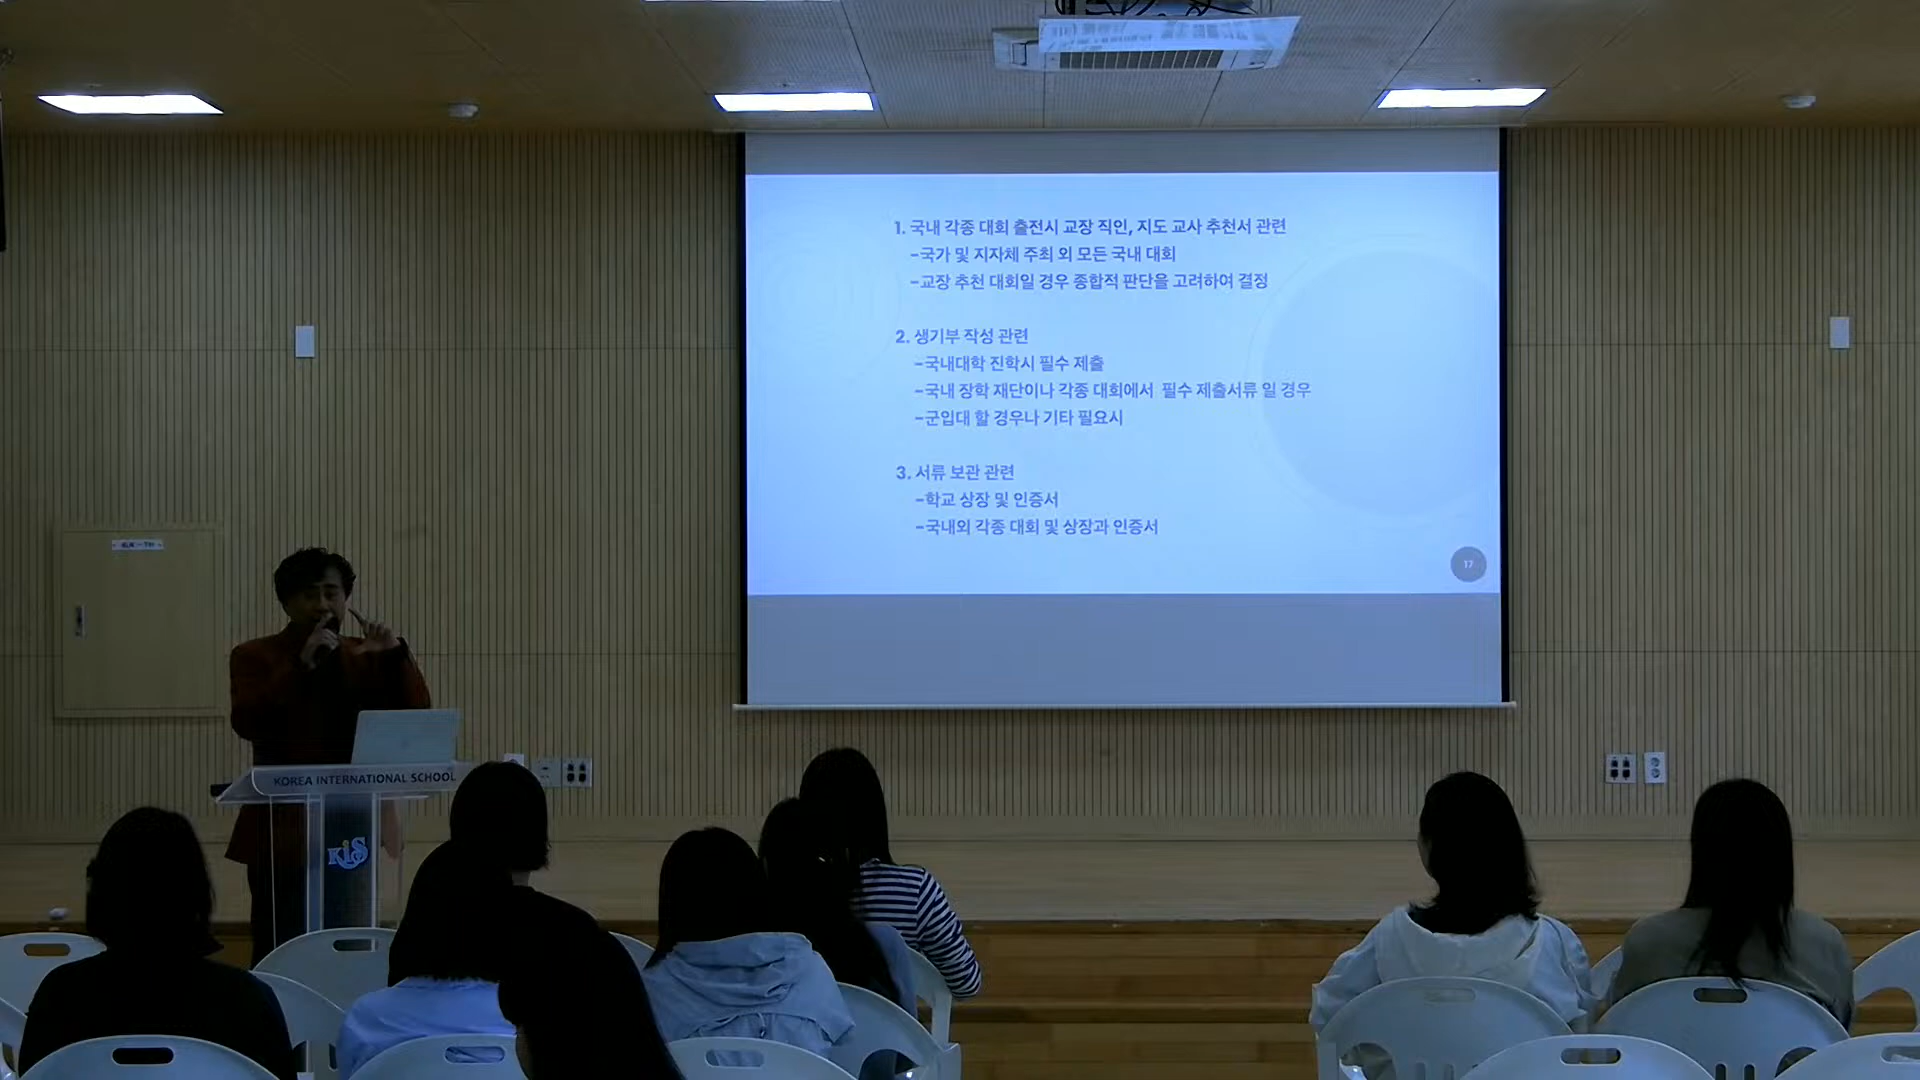 1. 국내 각종 대회 출전시 교장 직인, 지도 교사 추천서 관련
-국가 및 지자체 주최 외 모든 국내 대회
-교장 추천 대회일 경우 종합적 판단을 고려하여 결정
2. 생기부 작성 관련
-국내대학 진학시 필수 제출
-국내 장학 재단이나 각종 대회에서 필수 제출서류 일 경우
-군입대 할 경우나 기타 필요시
3. 서류 보관 관련
-학교 상장 및 인증서
-국내외 각종 대회 및 상장과 인증서
17
KOREA INTERNATIONAL SCHOOL
KIS